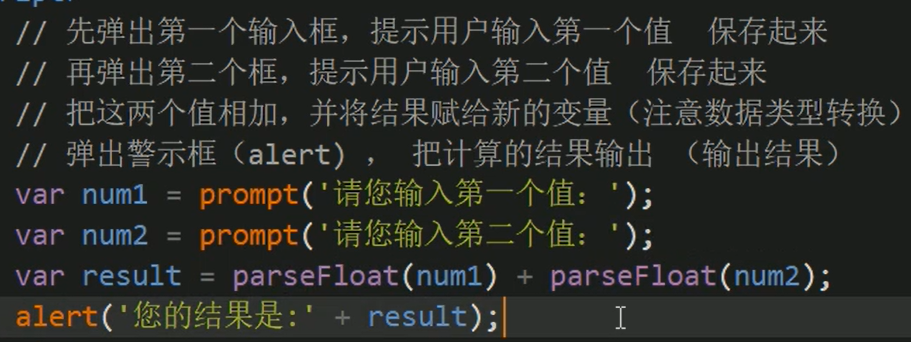 // 先弹出第一个输入框，提示用户输入第一个值  保存起来
// 再弹出第二个框，提示用户输入第二个值  保存起来
// 把这两个值相加，并将结果赋给新的变量（注意数据类型转换）
// 弹出警示框（alert）， 把计算的结果输出 （输出结果）
var num1 = prompt('请您输入第一个值：');
var num2 = prompt('请您输入第二个值：');
var result = parseFloat(num1) + parseFloat(num2);
alert('您的结果是:' + result);